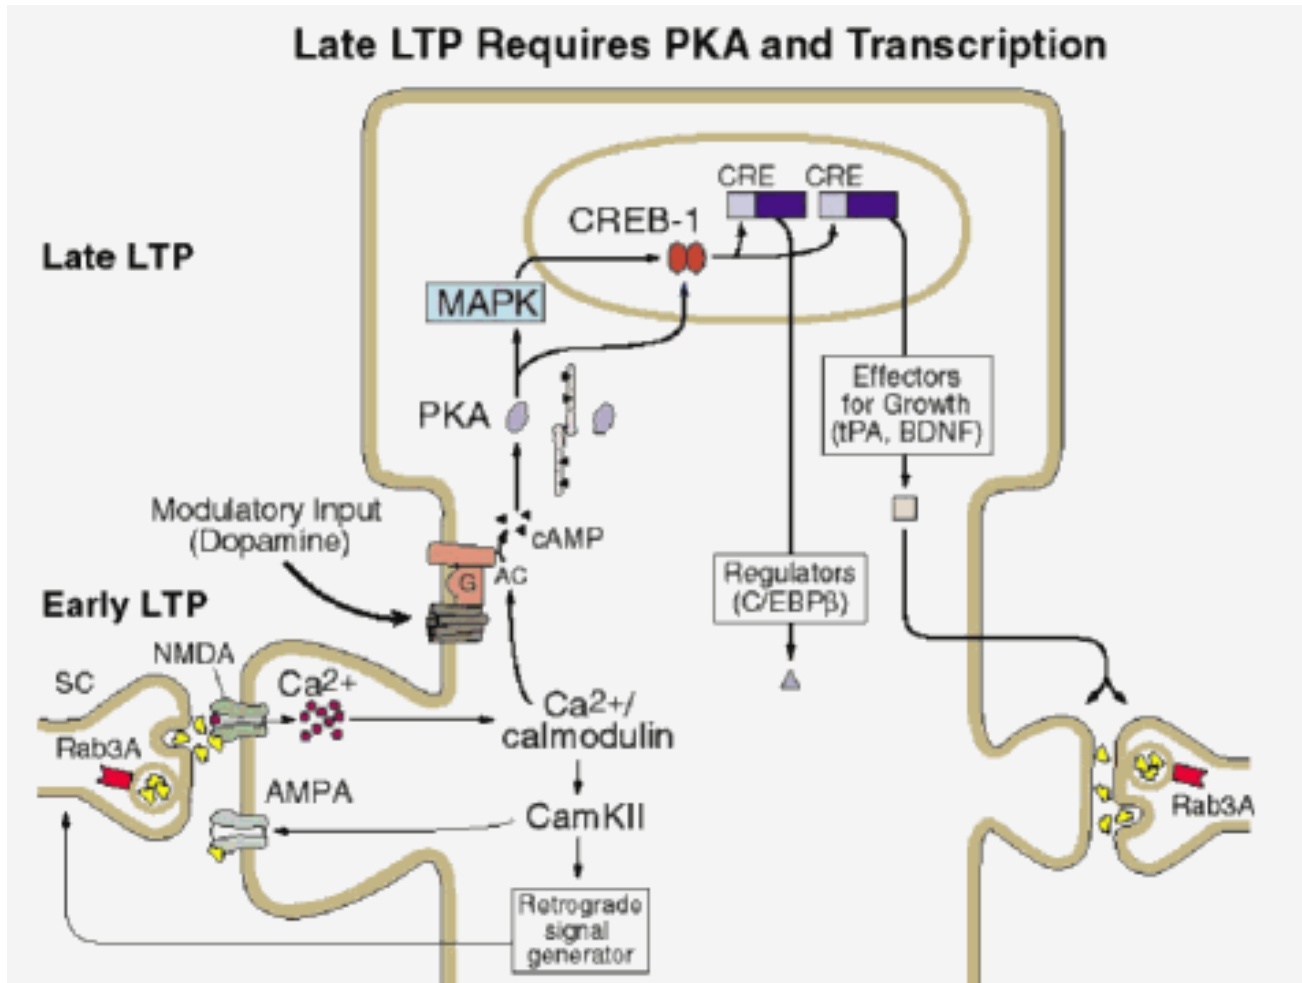 Late LTP Requires PKA and Transcription
CRE CRE
CREB-1
Late LTP
MAPK
Effectors
for Growth
(tPA, BDNF)
PKA
Modulatory Input
(Dopamine)
cAMP
AC
G
Regulators
(C/EBPβ)
Early LTP
NMDA
SC
Ca2+
Ca2+/
calmodulin
Rab3A
AMPA
CamKII
Rab3A
Retrograde
signal
generator